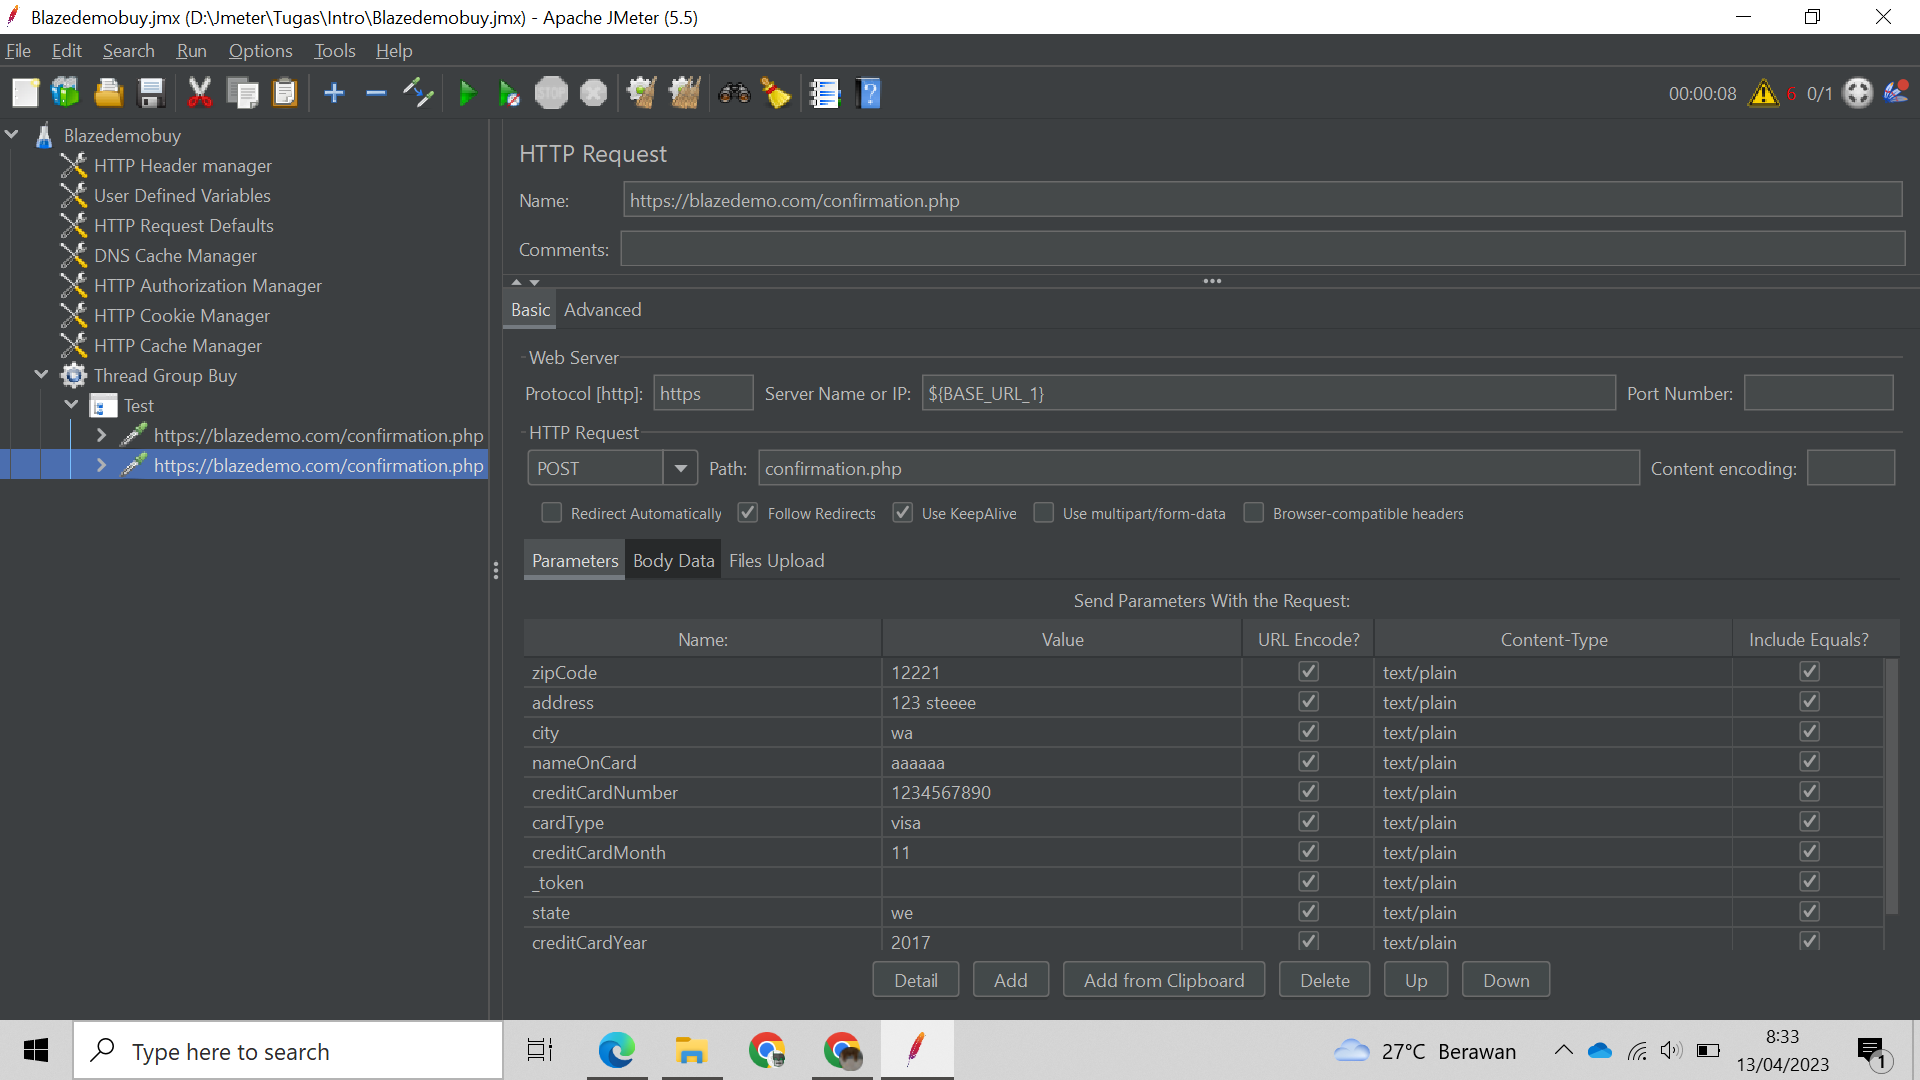 Blazedemobuy.jmx (D:\Jmeter\Tugas\Intro\Blazedemobuy.jmx) - Apache JMeter (5.5)
File Edit Search Run Options Tools Help
STOP ? 00:00:08 6 0/1
Blazedemobuy
HTTP Header manager
User Defined Variables
HTTP Request Defaults
DNS Cache Manager
HTTP Authorization Manager
HTTP Cookie Manager
HTTP Cache Manager
Thread Group Buy
Test
https://blazedemo.com/confirmation.php
https://blazedemo.com/confirmation.php
HTTP Request
Name: https://blazedemo.com/confirmation.php
Comments:
Basic Advanced
Web Server
Protocol [http]: https Server Name or IP: ${BASE_URL_1} Port Number:
HTTP Request
POST Path: confirmation.php Content encoding:
Redirect Automatically Follow Redirects Use KeepAlive Use multipart/form-data Browser-compatible headers
Parameters Body Data Files Upload
Send Parameters With the Request:
Name: Value URL Encode? Content-Type Include Equals?
zipCode 12221 text/plain
address 123 steeee text/plain
city wa text/plain
nameOnCard aaaaaa text/plain
creditCardNumber 1234567890 text/plain
cardType visa text/plain
creditCardMonth 11 text/plain
_token text/plain
state we text/plain
creditCardYear 2017 text/plain
Detail Add Add from Clipboard Delete Up Down
Type here to search
27°C Berawan
8:33
13/04/2023
1